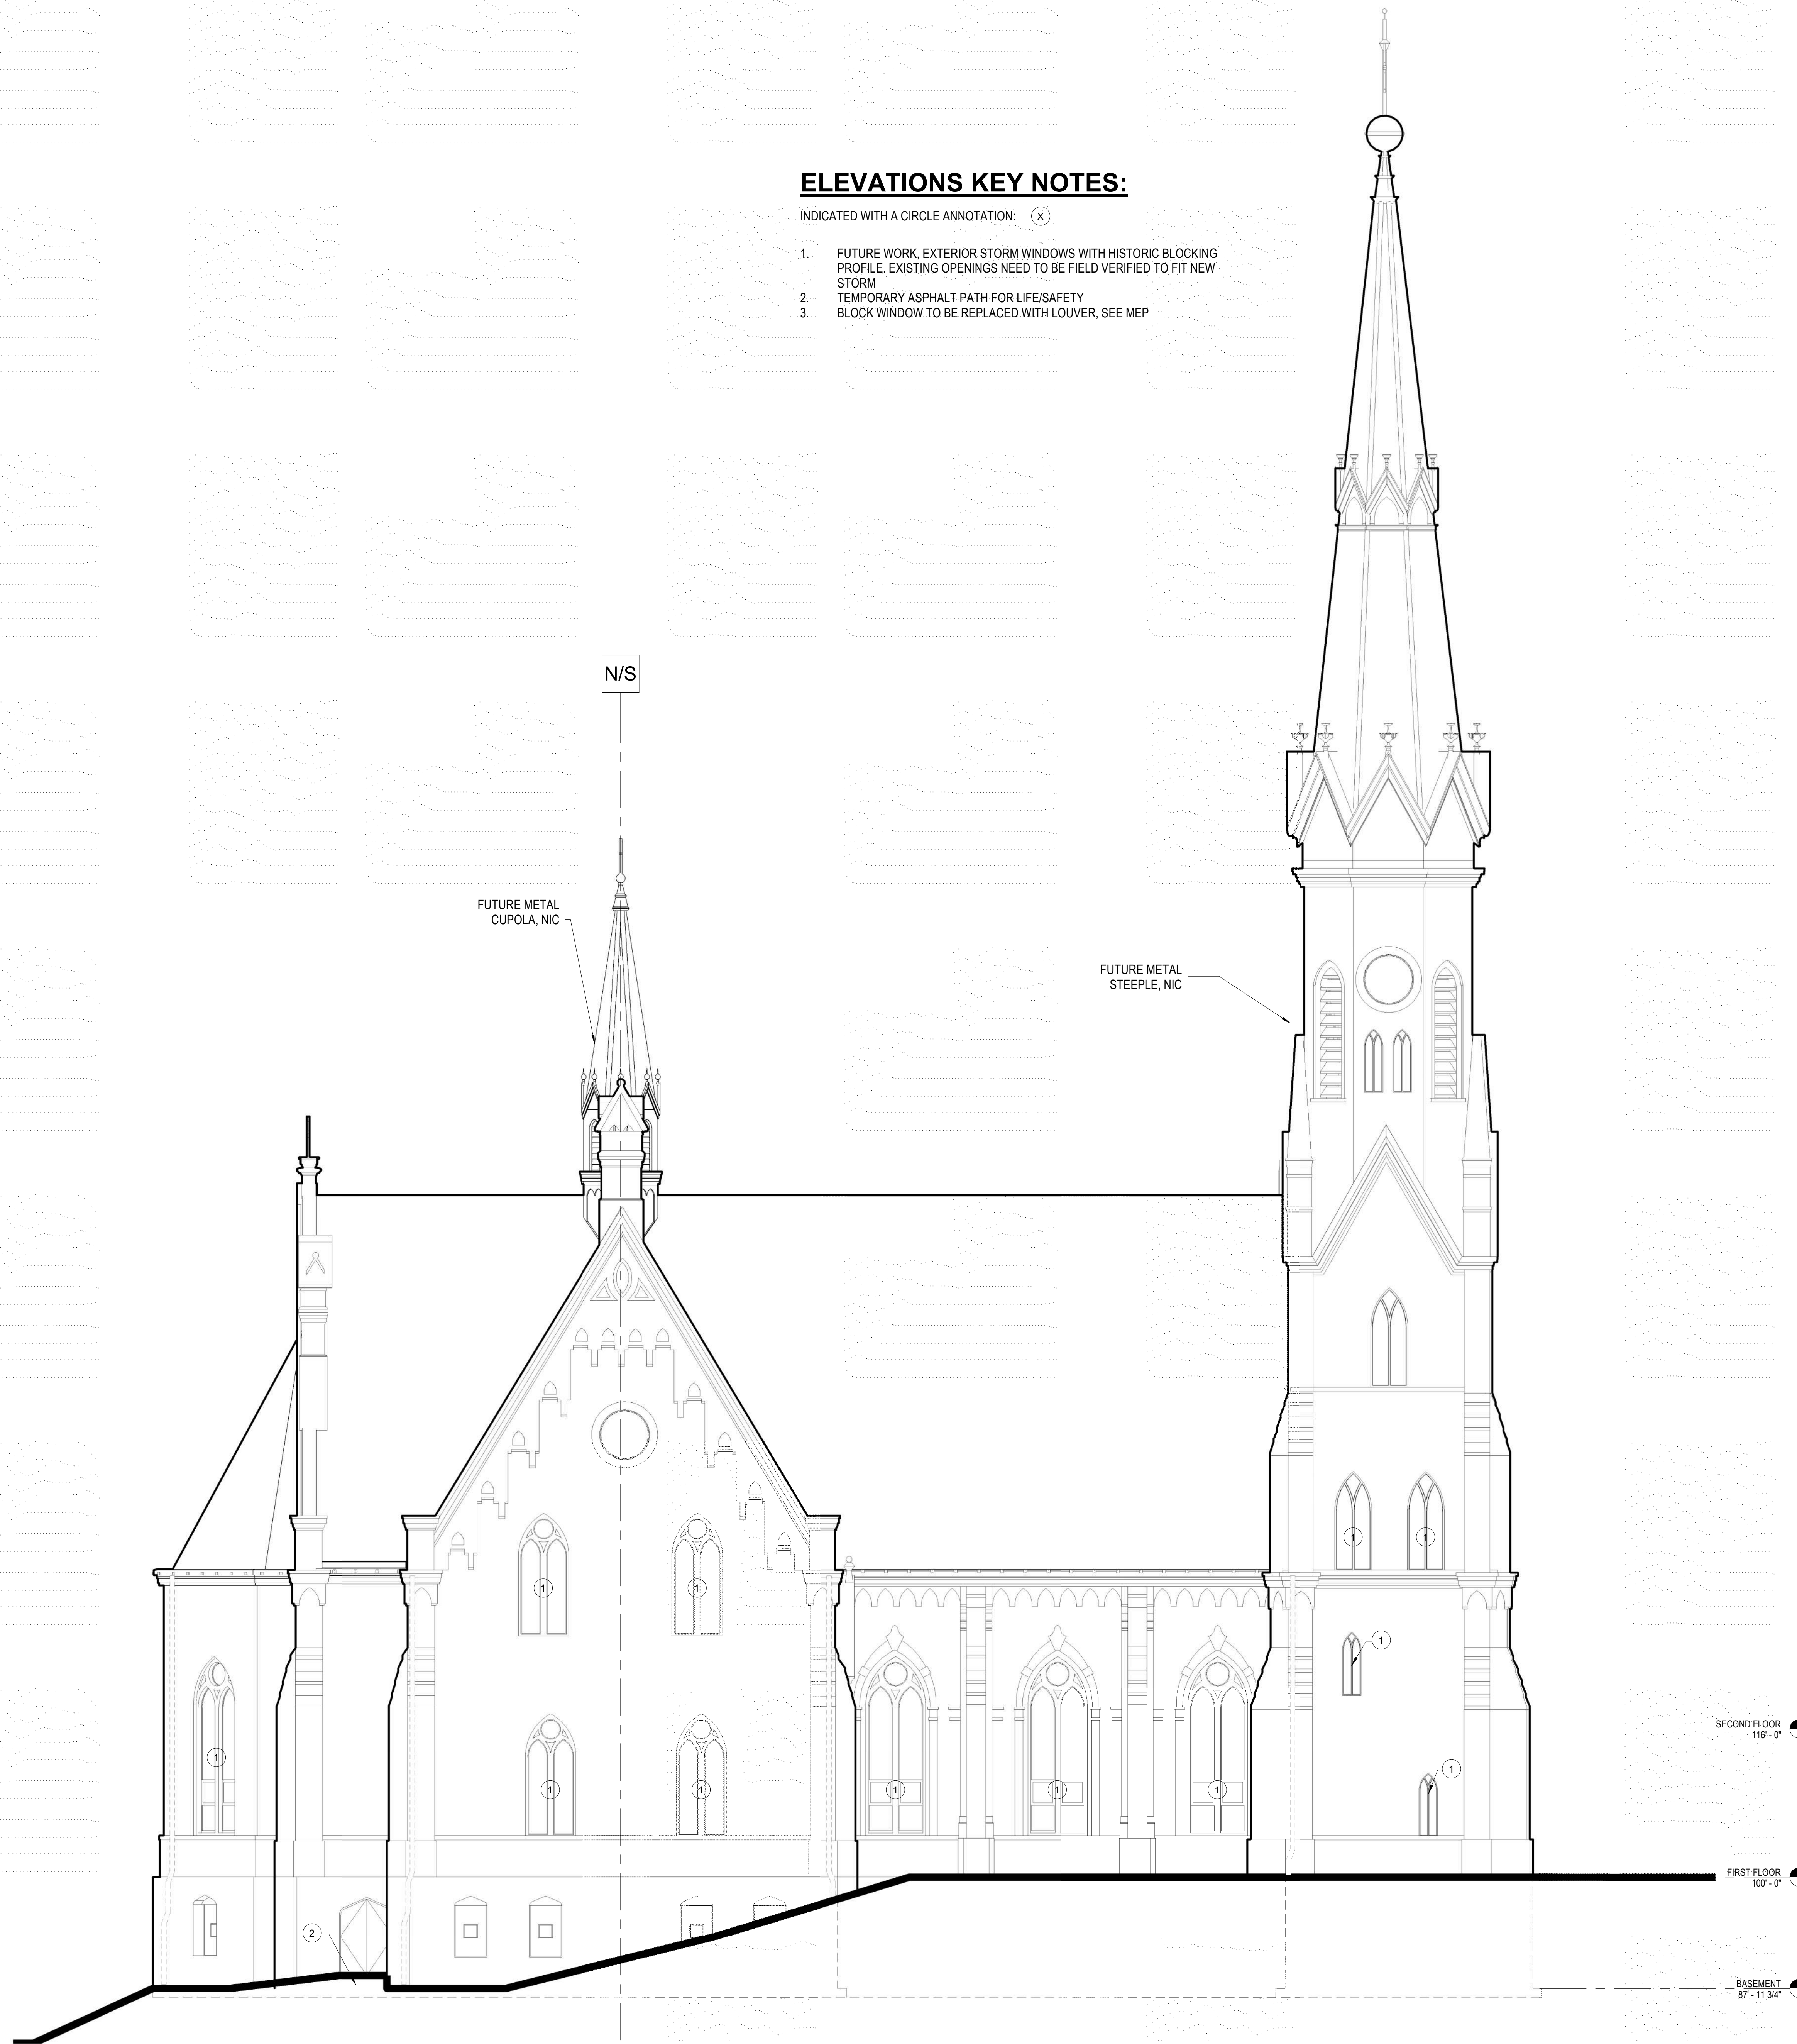 ELEVATIONS KEY NOTES:
INDICATED WITH A CIRCLE ANNOTATION: X
1. FUTURE WORK, EXTERIOR STORM WINDOWS WITH HISTORIC BLOCKING
PROFILE. EXISTING OPENINGS NEED TO BE FIELD VERIFIED TO FIT NEW
STORM
2. TEMPORARY ASPHALT PATH FOR LIFE/SAFETY
3. BLOCK WINDOW TO BE REPLACED WITH LOUVER, SEE MEP
N/S
FUTURE METAL
CUPOLA, NIC
FUTURE METAL
STEEPLE, NIC
1
1
1
1
1
1
1
1
1
1
1
1
SECOND FLOOR
116' - 0"
FIRST FLOOR
100' - 0"
2
BASEMENT
87' - 11 3/4"